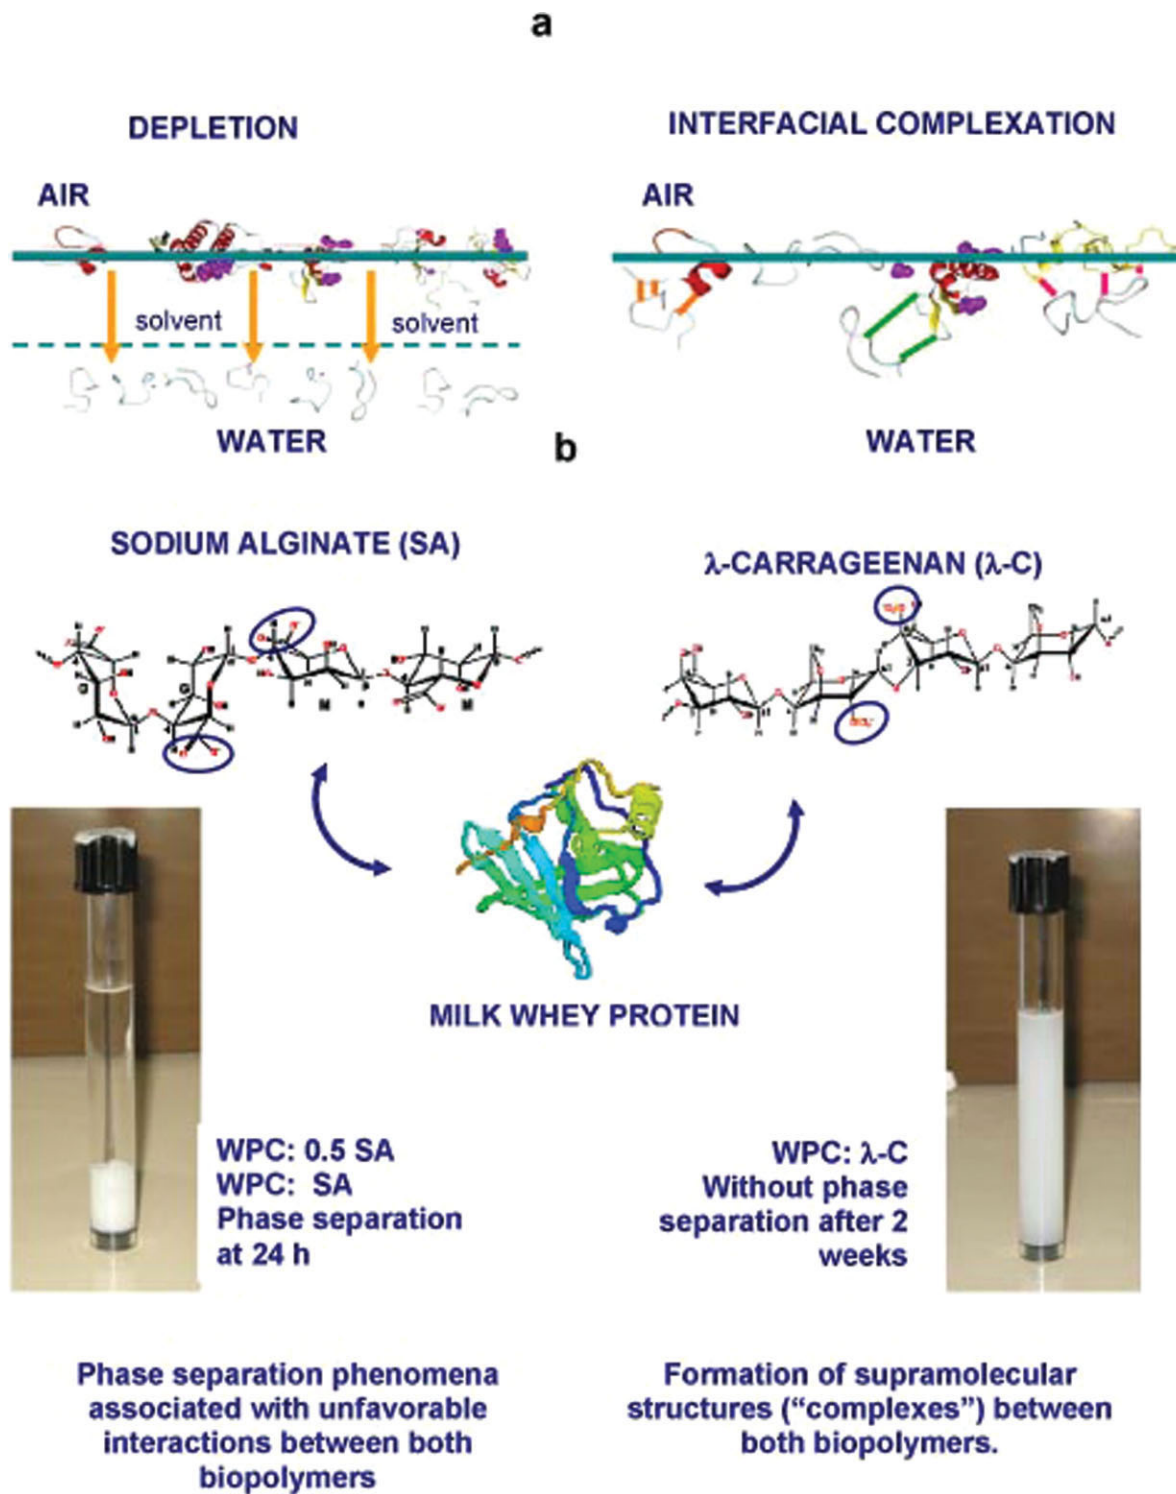 a
DEPLETION
INTERFACIAL COMPLEXATION
AIR
AIR
solvent
solvent
WATER
WATER
b
SODIUM ALGINATE (SA)
λ-CARRAGEENAN (λ-C)
G
G
M
M
MILK WHEY PROTEIN
WPC: 0.5 SA
WPC: SA
Phase separation
at 24 h
WPC: λ-C
Without phase
separation after 2
weeks
Phase separation phenomena
associated with unfavorable
interactions between both
biopolymers
Formation of supramolecular
structures (“complexes”) between
both biopolymers.